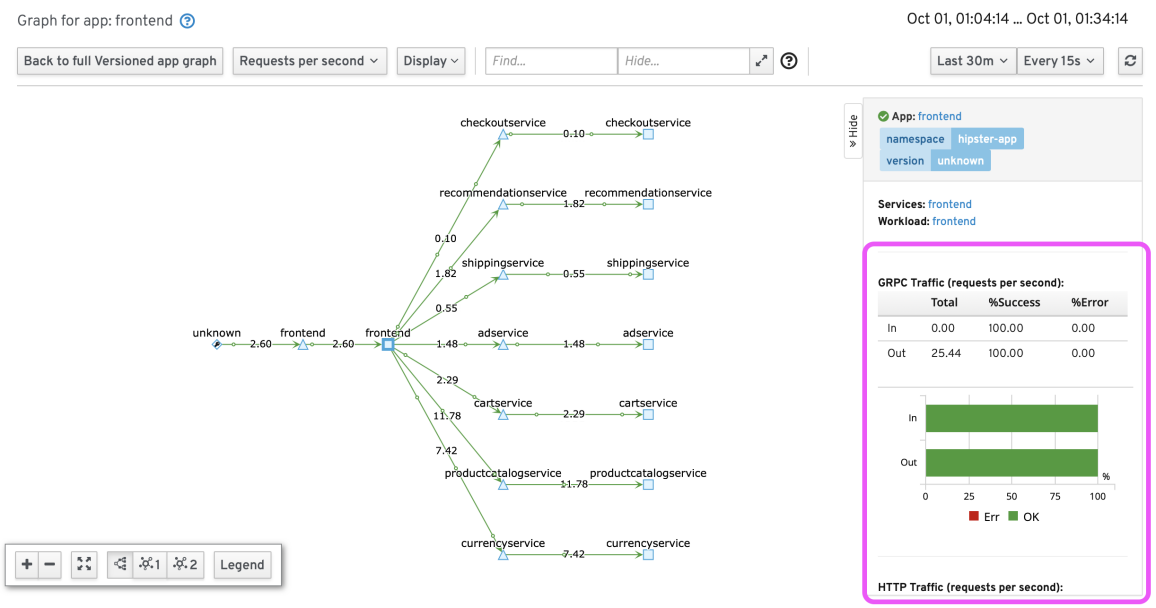 Graph for app: frontend ?
Oct 01, 01:04:14 ... Oct 01, 01:34:14
Back to full Versioned app graph
Requests per second
Display
Find...
Hide...
?
Last 30m
Every 15s
checkoutservice
checkoutservice
0.10
recommendationservice
recommendationservice
1.82
0.10
1.82
shippingservice
shippingservice
0.55
0.55
unknown
frontend
frontend
adservice
adservice
2.60
2.60
1.48
1.48
2.29
cartservice
cartservice
2.29
11.78
7.42
productcatalogservice
productcatalogservice
11.78
currencyservice
currencyservice
7.42
1
2
Legend
Hide
App: frontend
namespace hipster-app
version unknown
Services: frontend
Workload: frontend
GRPC Traffic (requests per second):
Total %Success %Error
In 0.00 100.00 0.00
Out 25.44 100.00 0.00
In
Out
%
0 25 50 75 100
Err OK
HTTP Traffic (requests per second):